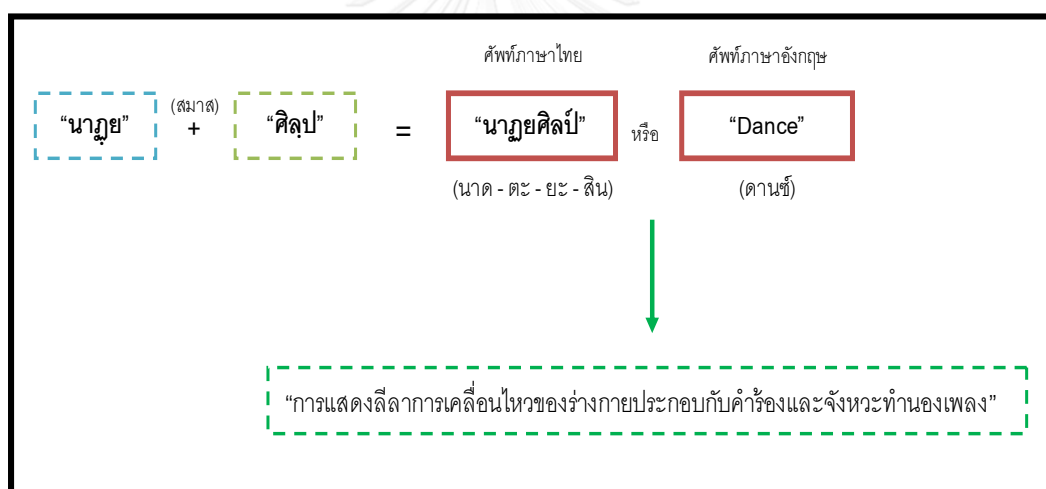 ศัพท์ภาษาไทย ศัพท์ภาษาอังกฤษ
“นาฏฺย” (สมาส) + “ศิลฺป” = “นาฏยศิลป์” หรือ “Dance”
(นาด - ตะ - ยะ - สิน) (ดานซ์)
“การแสดงลีลาการเคลื่อนไหวของร่างกายประกอบกับคำร้องและจังหวะทำนองเพลง”